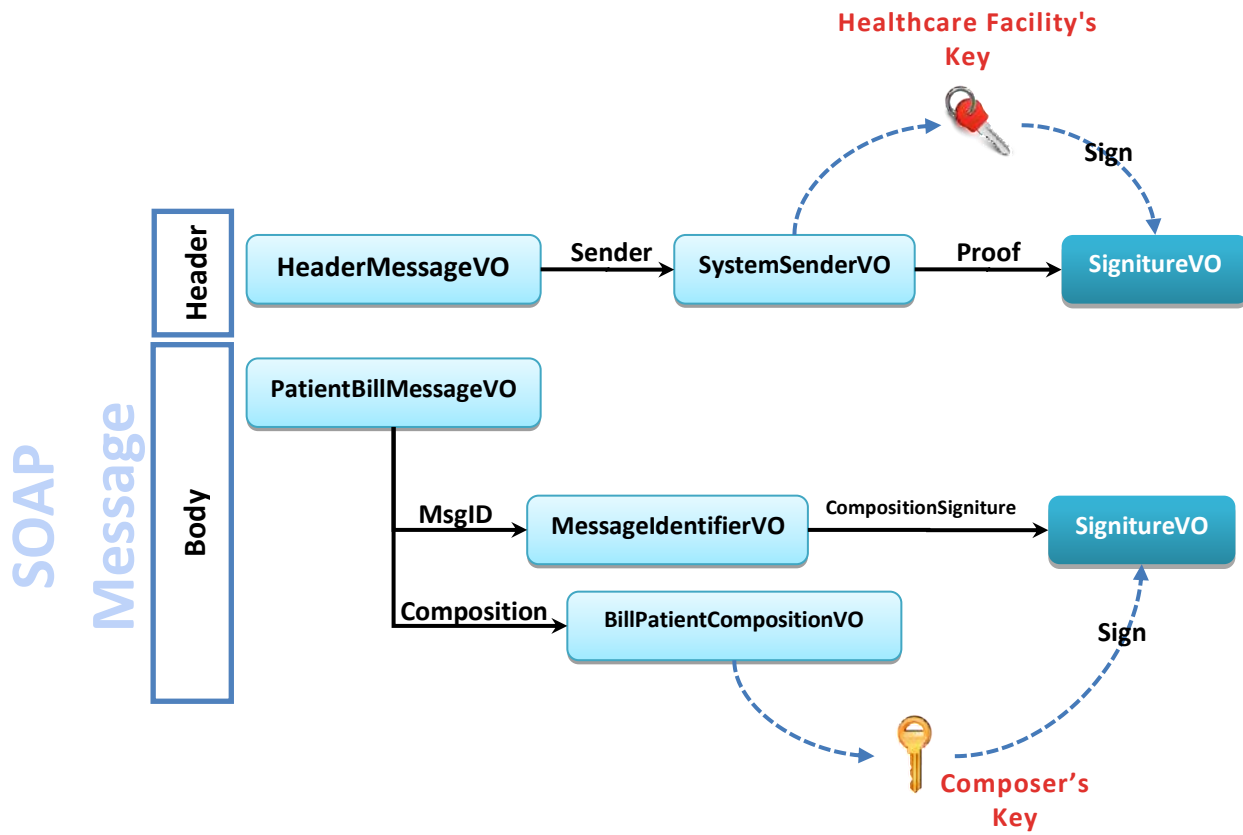 Healthcare Facility's
Key
Sign
Header
HeaderMessageVO
Sender
SystemSenderVO
Proof
SignitureVO
SOAP
Message
Body
PatientBillMessageVO
MsgID
MessageIdentifierVO
CompositionSigniture
SignitureVO
Composition
BillPatientCompositionVO
Sign
Composer’s
Key